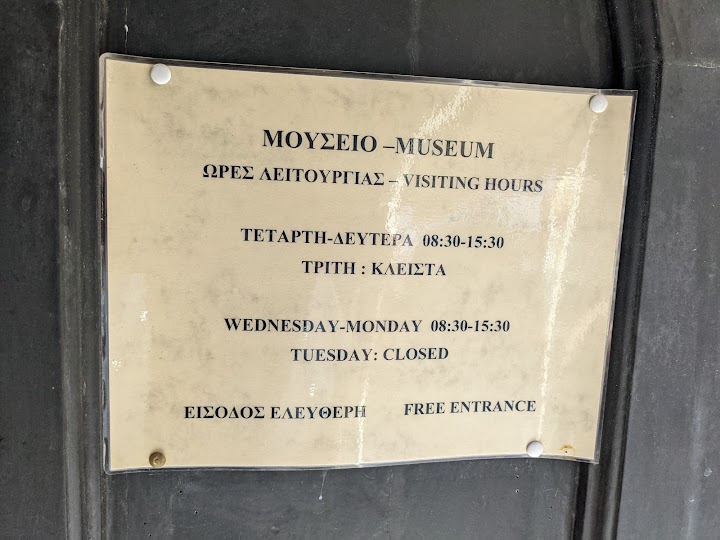 ΜΟΥΣΕΙΟ –MUSEUM
ΩΡΕΣ ΛΕΙΤΟΥΡΓΙΑΣ – VISITING HOURS
ΤΕΤΑΡΤΗ-ΔΕΥΤΕΡΑ 08:30-15:30
ΤΡΙΤΗ : ΚΛΕΙΣΤΑ
WEDNESDAY-MONDAY 08:30-15:30
TUESDAY: CLOSED
ΕΙΣΟΔΟΣ ΕΛΕΥΘΕΡΗ FREE ENTRANCE